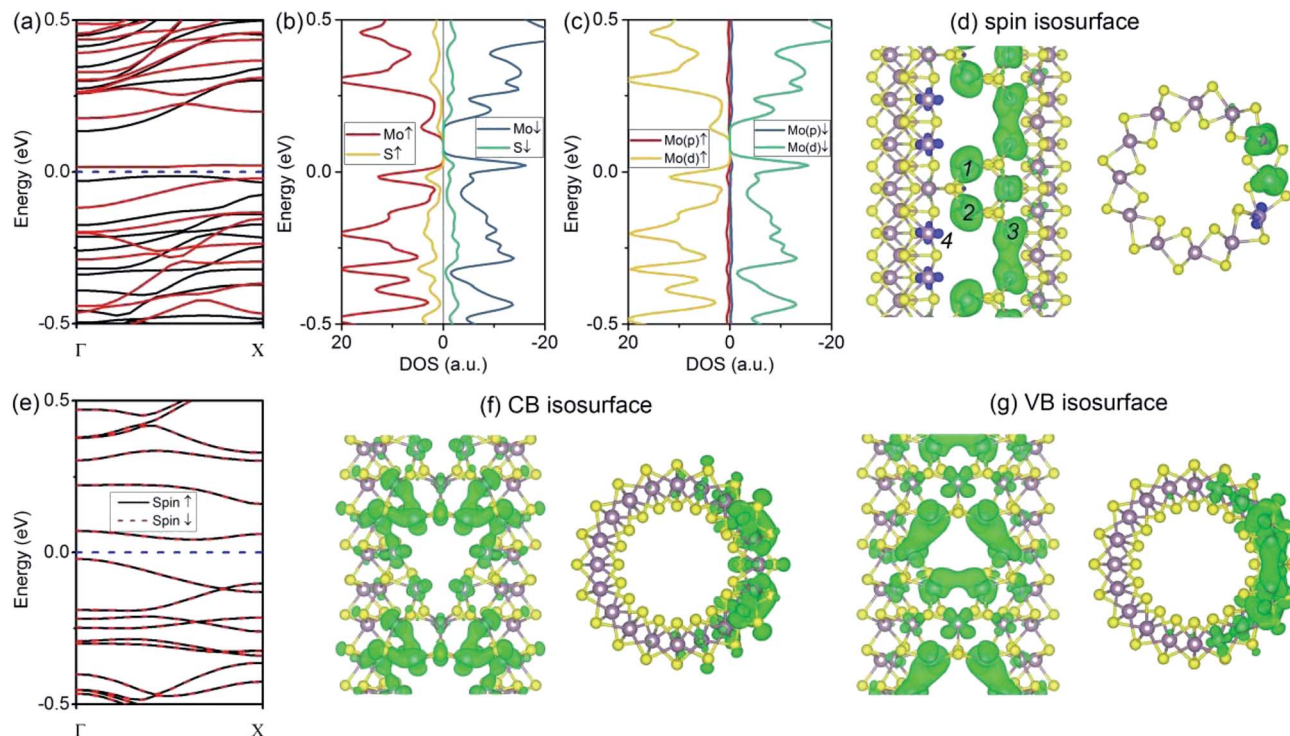 (a)
0.5
0.0
-0.5
Energy (eV)
Γ
X
(b)
0.5
0.0
-0.5
Energy (eV)
Mo↑
S↑
Mo↓
S↓
20
0
-20
DOS (a.u.)
(c)
0.5
0.0
-0.5
Energy (eV)
Mo(p)↑
Mo(d)↑
Mo(p)↓
Mo(d)↓
20
0
-20
DOS (a.u.)
(d) spin isosurface
1
2
3
4
(e)
0.5
0.0
-0.5
Energy (eV)
Spin ↑
Spin ↓
Γ
X
(f) CB isosurface
(g) VB isosurface